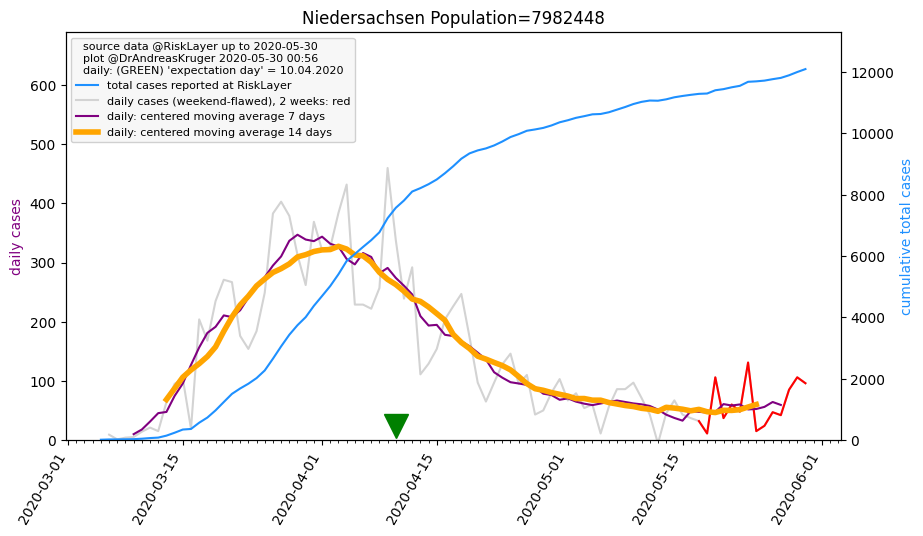 Niedersachsen Population=7982448
source data @RiskLayer up to 2020-05-30
plot @DrAndreasKruger 2020-05-30 00:56
daily: (GREEN) 'expectation day' = 10.04.2020
total cases reported at RiskLayer
daily cases (weekend-flawed), 2 weeks: red
daily: centered moving average 7 days
daily: centered moving average 14 days
daily cases
600
500
400
300
200
100
0
12000
10000
8000
6000
4000
2000
0
cumulative total cases
2020-03-01
2020-03-15
2020-04-01
2020-04-15
2020-05-01
2020-05-15
2020-06-01